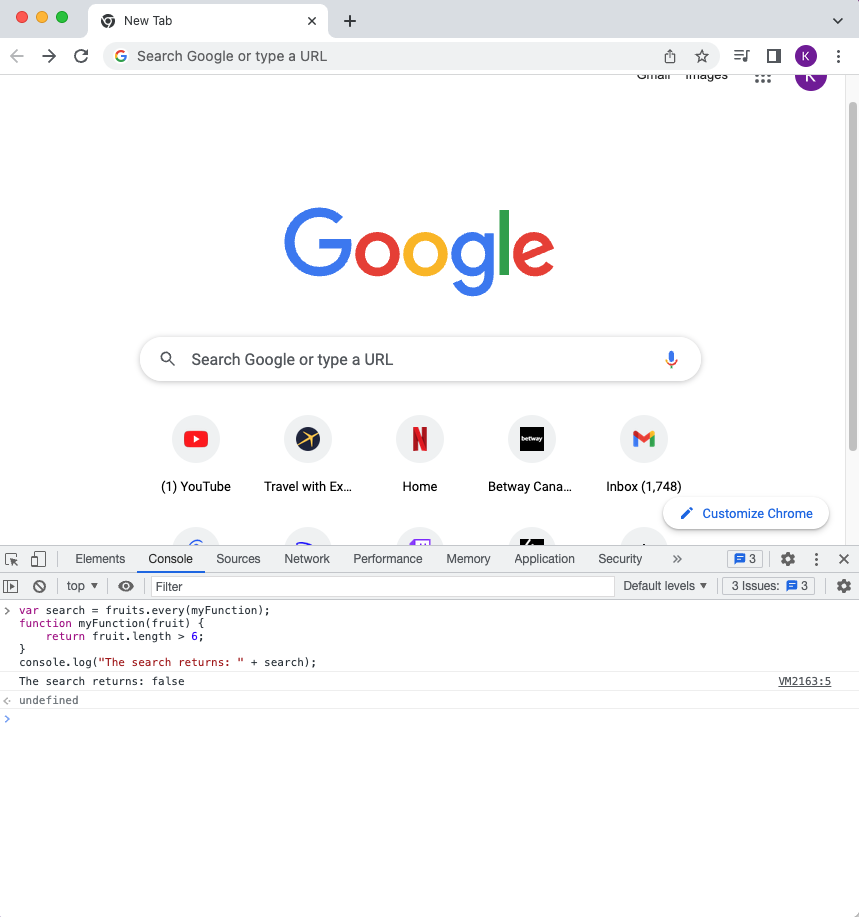 New Tab
Search Google or type a URL
K
Gmail Images
K
Google
Search Google or type a URL
(1) YouTube
Travel with Ex...
Home
betway
Betway Cana...
Inbox (1,748)
Customize Chrome
Elements Console Sources Network Performance Memory Application Security » 3
top Filter Default levels 3 Issues: 3
var search = fruits.every(myFunction);
function myFunction(fruit) {
return fruit.length > 6;
}
console.log("The search returns: " + search);
The search returns: false VM2163:5
undefined